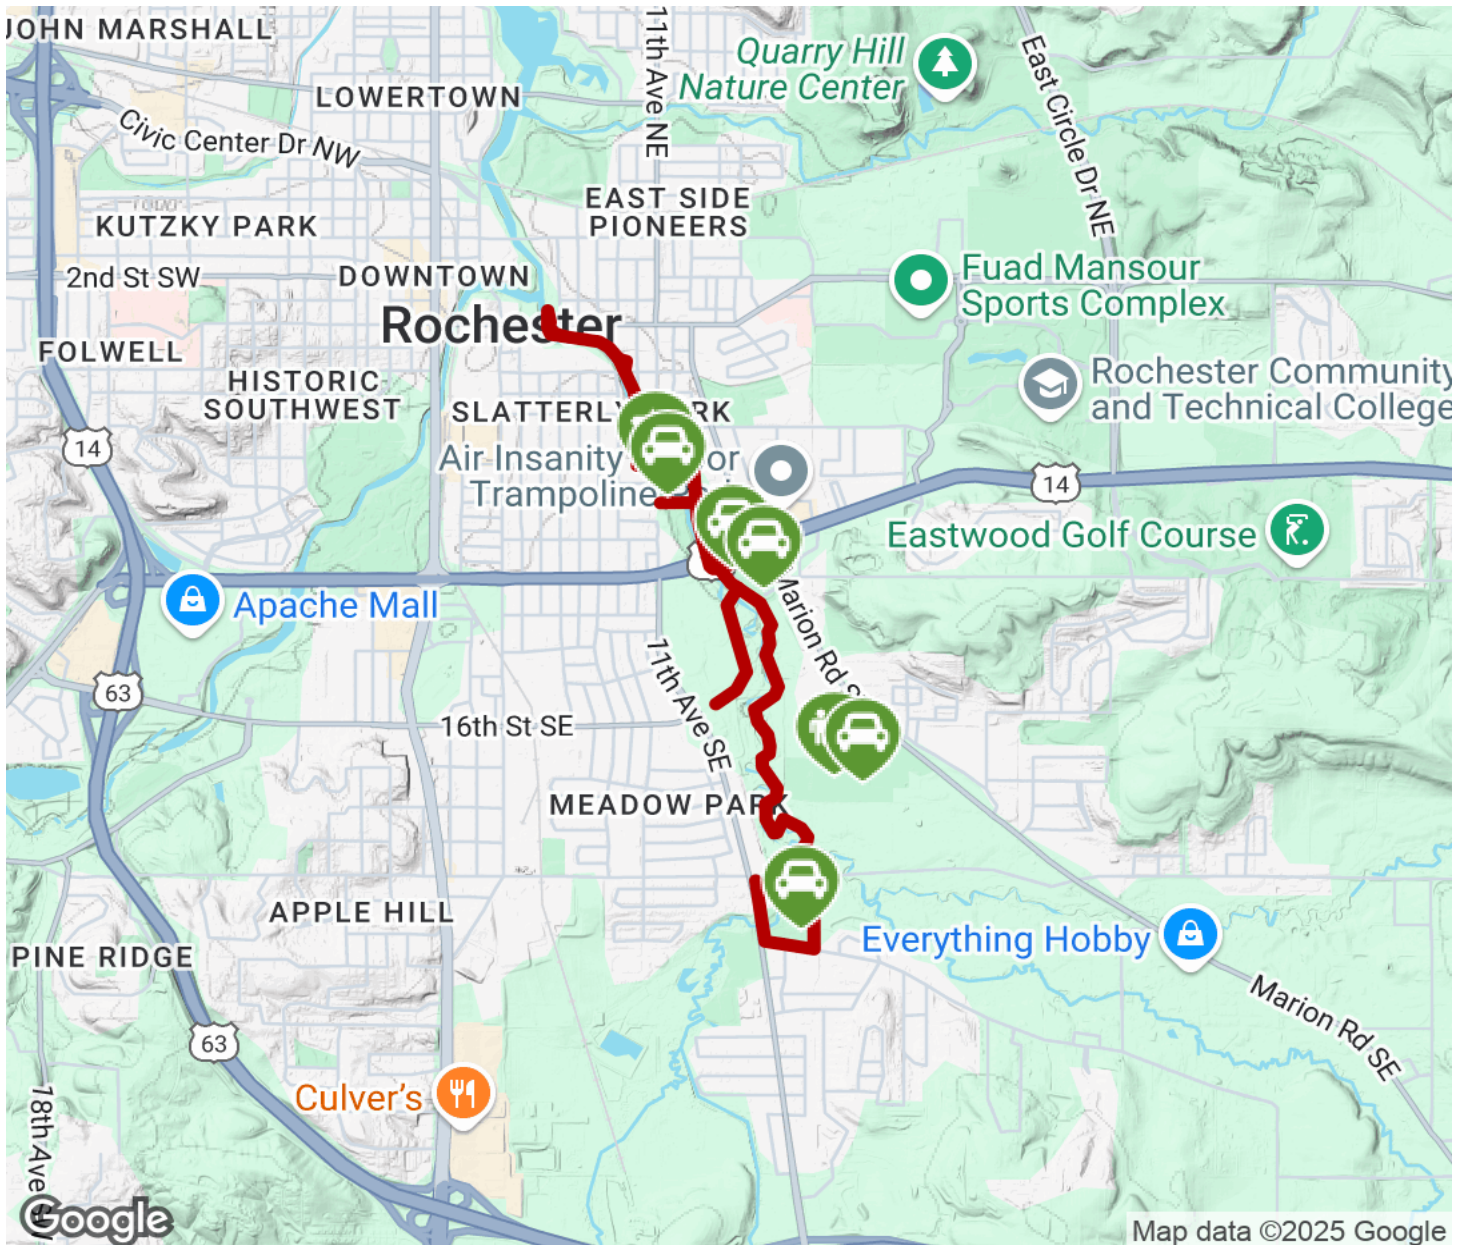 JOHN MARSHALL
LOWERTOWN
Civic Center Dr NW
11th Ave NE
Quarry Hill
Nature Center
East Circle Dr NE
KUTZKY PARK
EAST SIDE
PIONEERS
2nd St SW
DOWNTOWN
Rochester
Fuad Mansour
Sports Complex
FOLWELL
HISTORIC
SOUTHWEST
Rochester Community
and Technical College
14
SLATTERLY
RK
Air Insanity
or
Trampoline
14
Eastwood Golf Course
Apache Mall
Marion Rd S
11th Ave SE
63
16th St SE
MEADOW PARK
APPLE HILL
PINE RIDGE
Everything Hobby
Marion Rd SE
63
Culver's
18th Ave
Google
Map data ©2025 Google